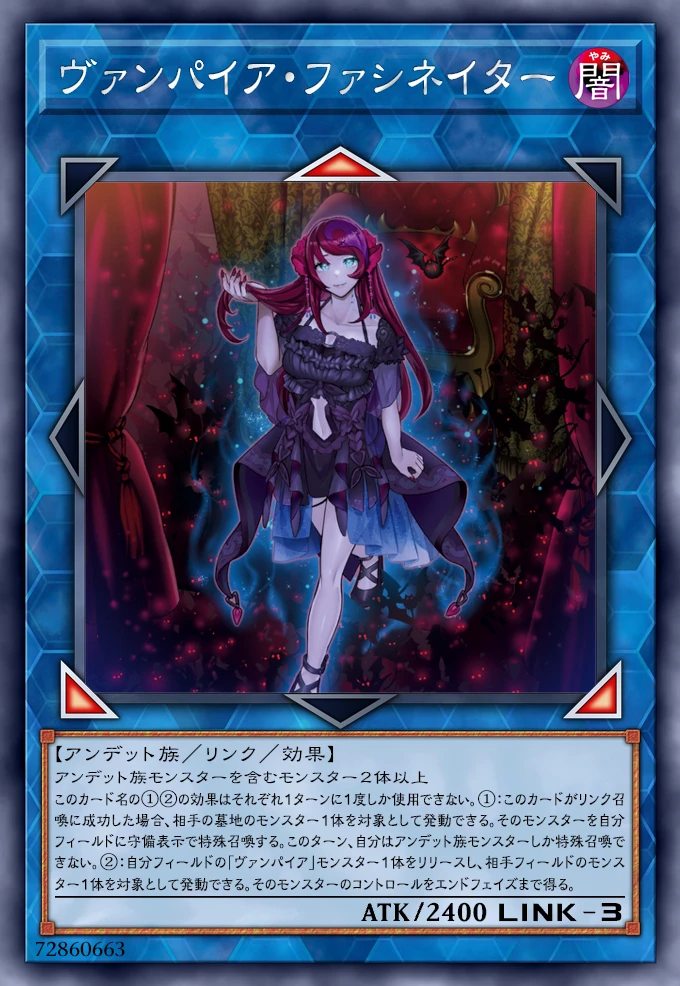 ヴァンパイア・ファシネイター
やみ
闇
【アンデット族／リンク／効果】
アンデット族モンスターを含むモンスター２体以上
このカード名の①②の効果はそれぞれ１ターンに１度しか使用できない。①：このカードがリンク召
喚に成功した場合、相手の墓地のモンスター１体を対象として発動できる。そのモンスターを自分
フィールドに守備表示で特殊召喚する。このターン、自分はアンデット族モンスターしか特殊召喚で
きない。②：自分フィールドの「ヴァンパイア」モンスター１体をリリースし、相手フィールドのモンス
ター１体を対象として発動できる。そのモンスターのコントロールをエンドフェイズまで得る。
ATK/2400 LINK-3
72860663